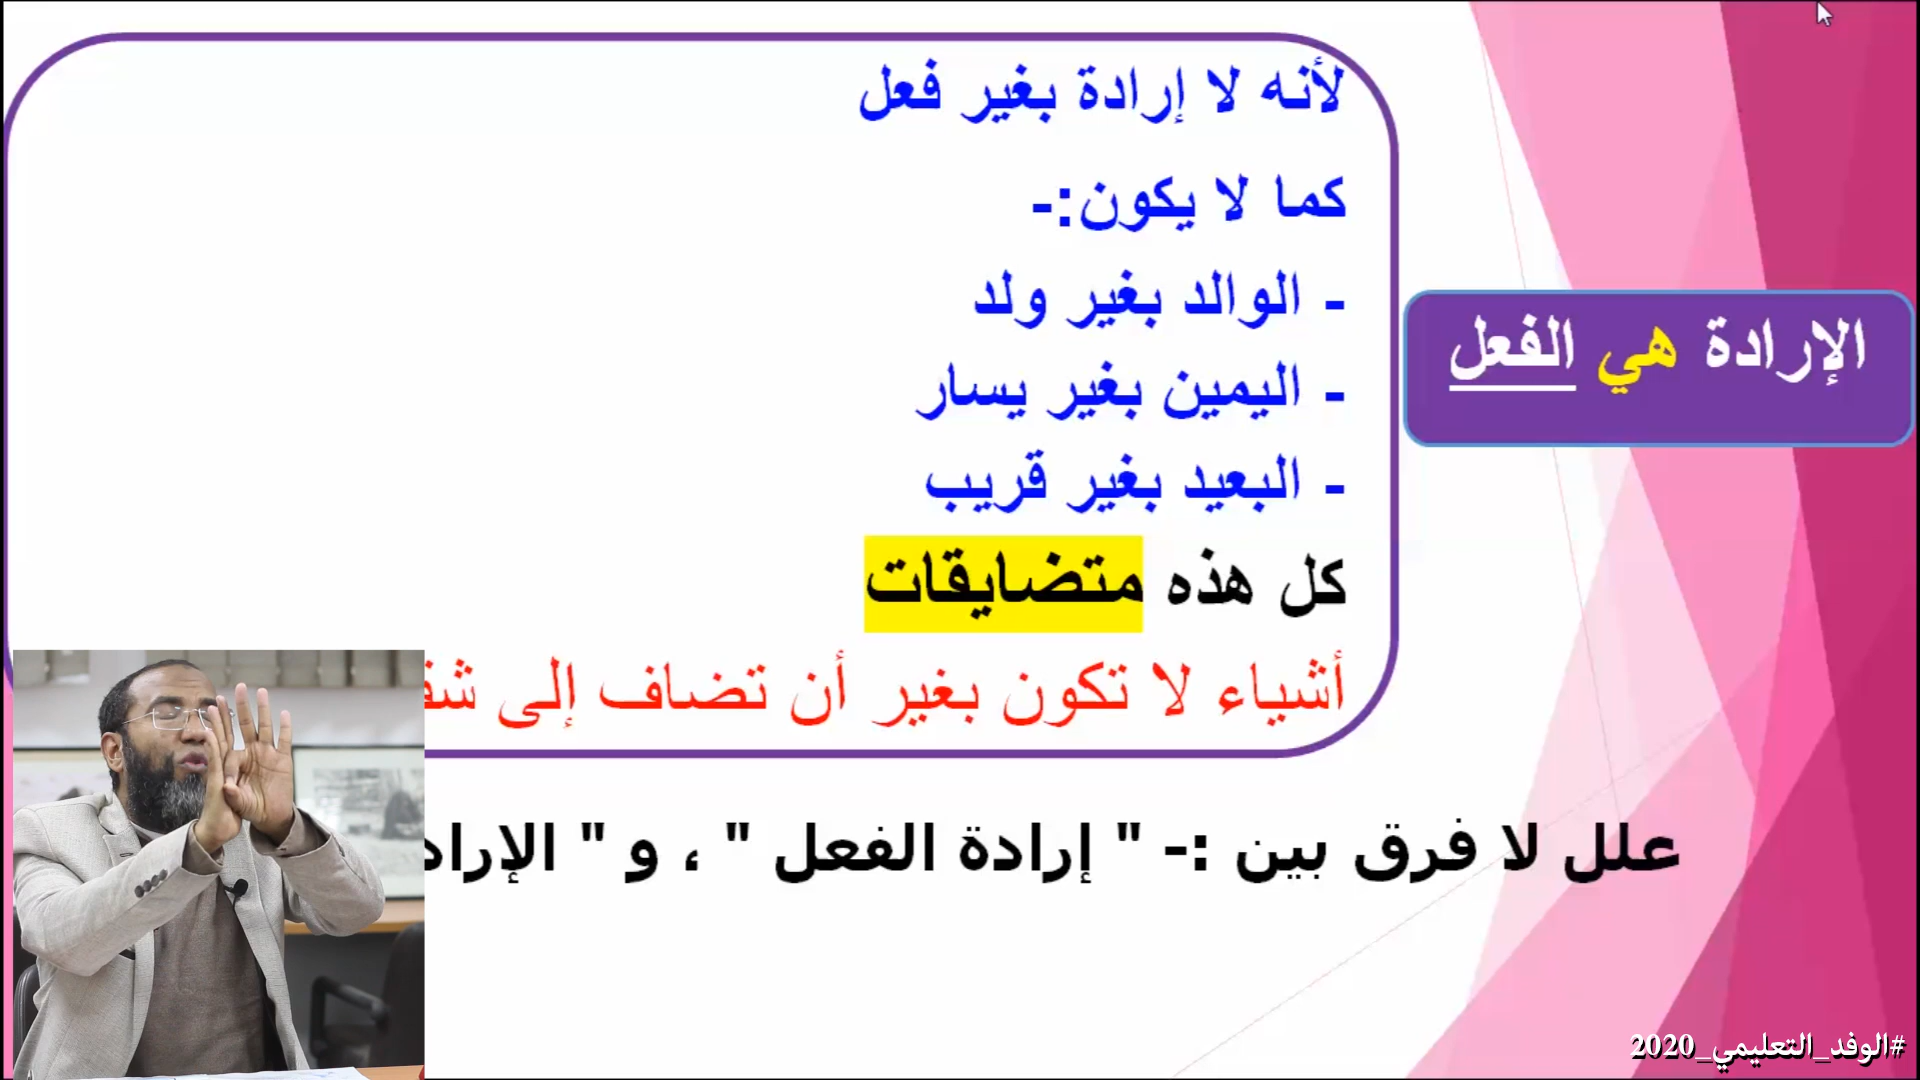 لأنه لا إرادة بغير فعل
كما لا يكون:-
- الوالد بغير ولد
- اليمين بغير يسار
- البعيد بغير قريب
كل هذه متضايقات
أشياء لا تكون بغير أن تضاف إلى
الإرادة هي الفعل
علل لا فرق بين :- " إرادة الفعل " ، و "
#الوفد_التعليمي_2020